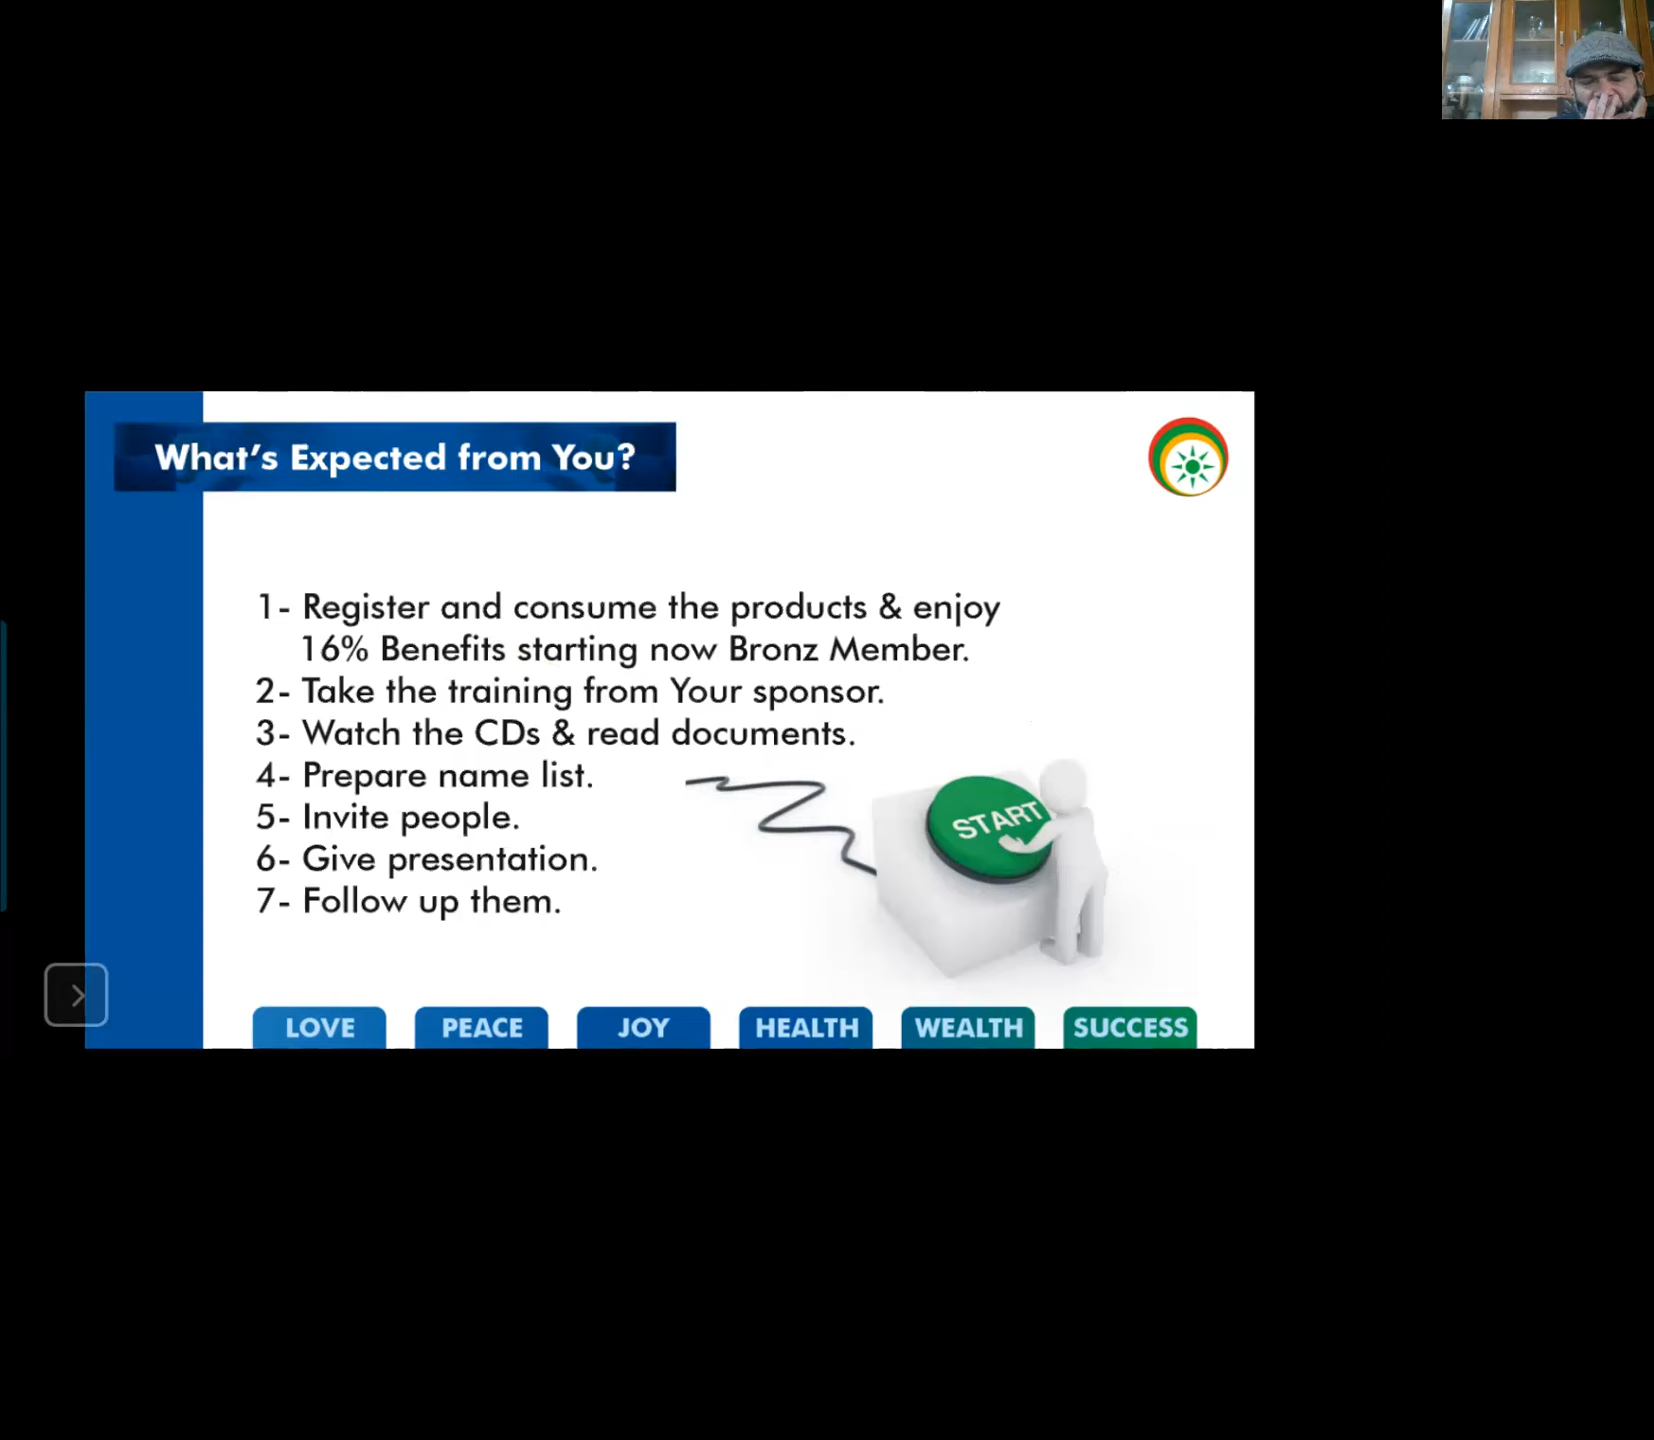 What's Expected from You?
1- Register and consume the products & enjoy
16% Benefits starting now Bronz Member.
2- Take the training from Your sponsor.
3- Watch the CDs & read documents.
4- Prepare name list.
5- Invite people.
6- Give presentation.
7- Follow up them.
START
LOVE PEACE JOY HEALTH WEALTH SUCCESS